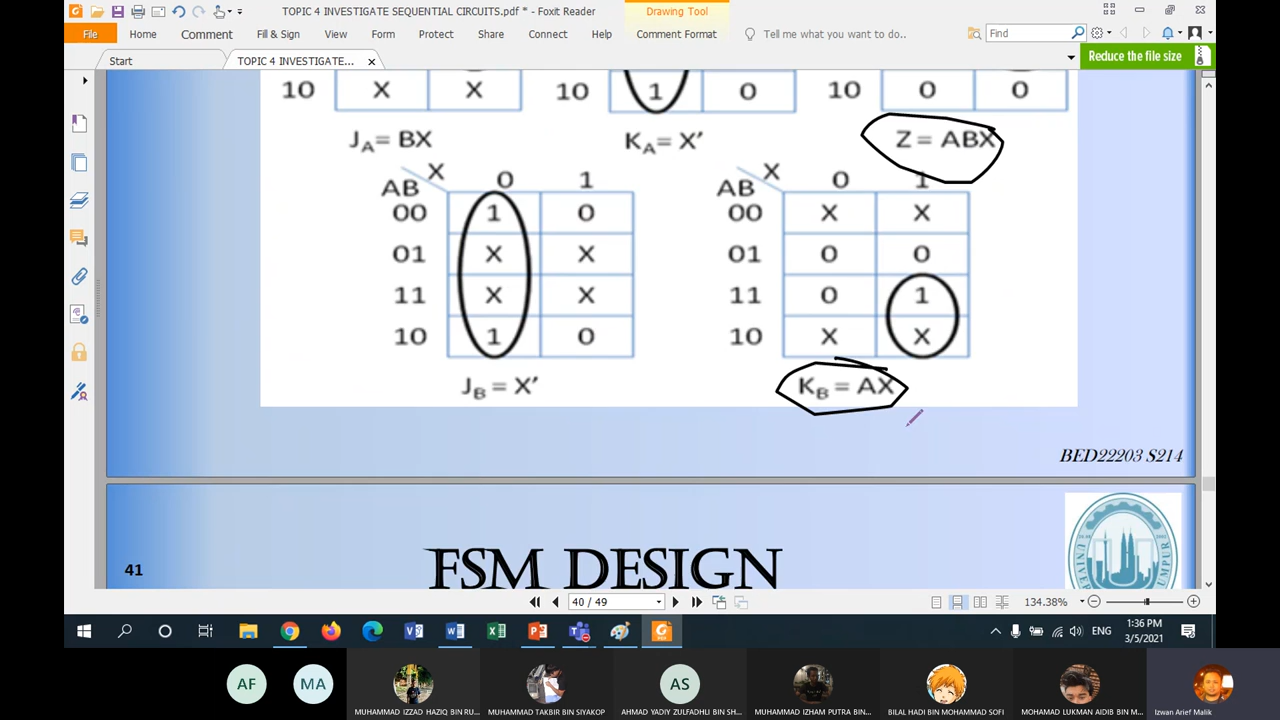 TOPIC 4 INVESTIGATE SEQUENTIAL CIRCUITS.pdf * - Foxit Reader
Drawing Tool
File Home Comment Fill & Sign View Form Protect Share Connect Help Comment Format Tell me what you want to do.. Find
Start TOPIC 4 INVESTIGATE... Reduce the file size
10 X X 10 1 0 10 0 0
JA= BX KA= X′ Z = ABX
AB X 0 1 AB X 0 1
00 1 0 00 X X
01 X X 01 0 0
11 X X 11 0 1
10 1 0 10 X X
JB = X′ KB = AX
BED22203 S214
41 FSM DESIGN
40 / 49 134.38%
ENG 1:36 PM
3/5/2021
AF MA AS
MUHAMMAD IZZAD HAZIQ BIN RU... MUHAMMAD TAKBIR BIN SIYAKOP AHMAD YADIY ZULFADHLI BIN SH... MUHAMMAD IZHAM PUTRA BIN... BILAL HADI BIN MOHAMMAD SOFI MOHAMAD LUKMAN AIDIB BIN M... Izwan Arief Malik